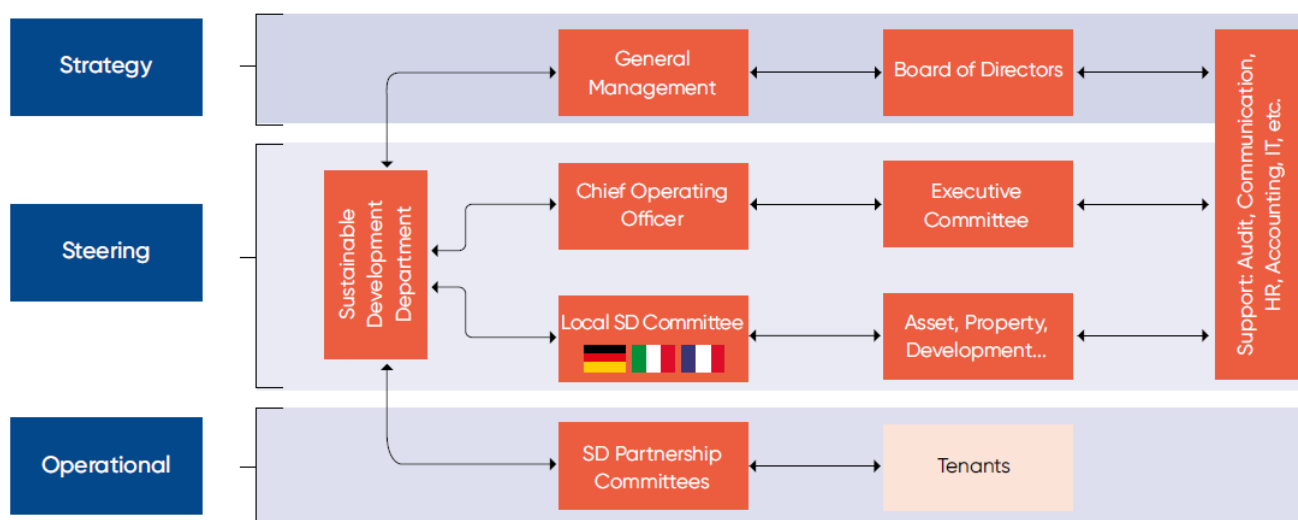 Strategy
General
Management
Board of Directors
Support: Audit, Communication,
HR, Accounting, IT, etc.
Steering
Sustainable
Development
Department
Chief Operating
Officer
Executive
Committee
Local SD Committee
Asset, Property,
Development...
Operational
SD Partnership
Committees
Tenants